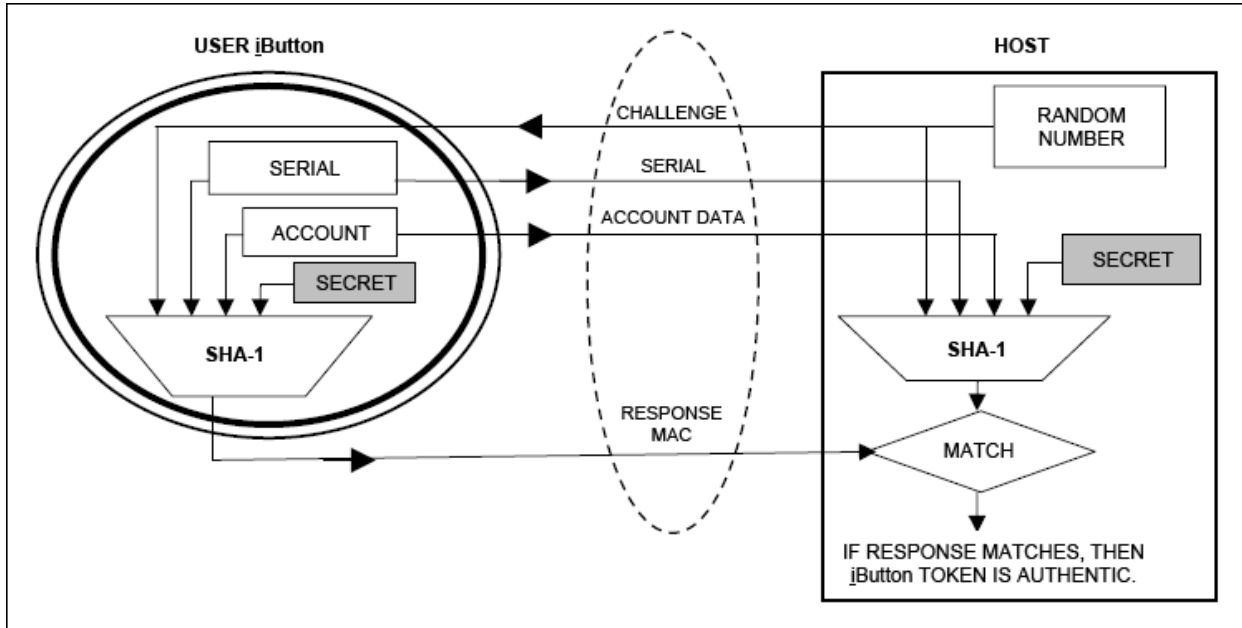 USER iButton
HOST
CHALLENGE
RANDOM
NUMBER
SERIAL
SERIAL
ACCOUNT DATA
ACCOUNT
SECRET
SECRET
SHA-1
SHA-1
RESPONSE
MAC
MATCH
IF RESPONSE MATCHES, THEN
iButton TOKEN IS AUTHENTIC.